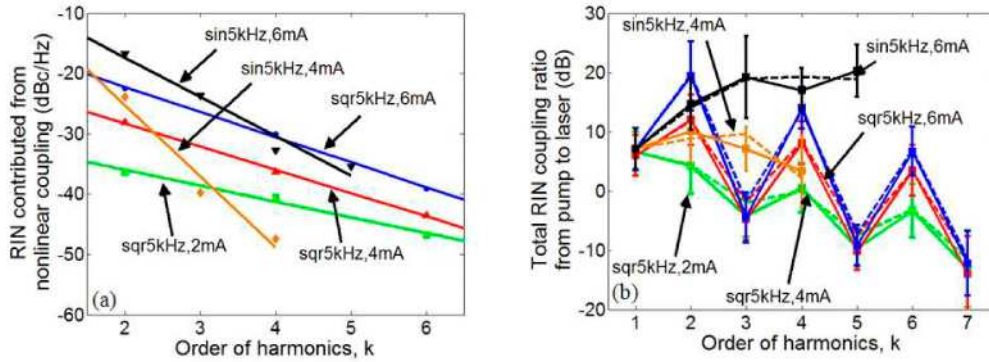 RIN contributed from
nonlinear coupling (dBc/Hz)
-10
-20
-30
-40
-50
-60
sin5kHz,6mA
sin5kHz,4mA
sqr5kHz,6mA
sqr5kHz,2mA
sqr5kHz,4mA
(a)
2
3
4
5
6
Order of harmonics, k
Total RIN coupling ratio
from pump to laser (dB)
30
20
10
0
-10
-20
sin5kHz,4mA
sin5kHz,6mA
sqr5kHz,6mA
sqr5kHz,2mA
sqr5kHz,4mA
(b)
1
2
3
4
5
6
7
Order of harmonics, k